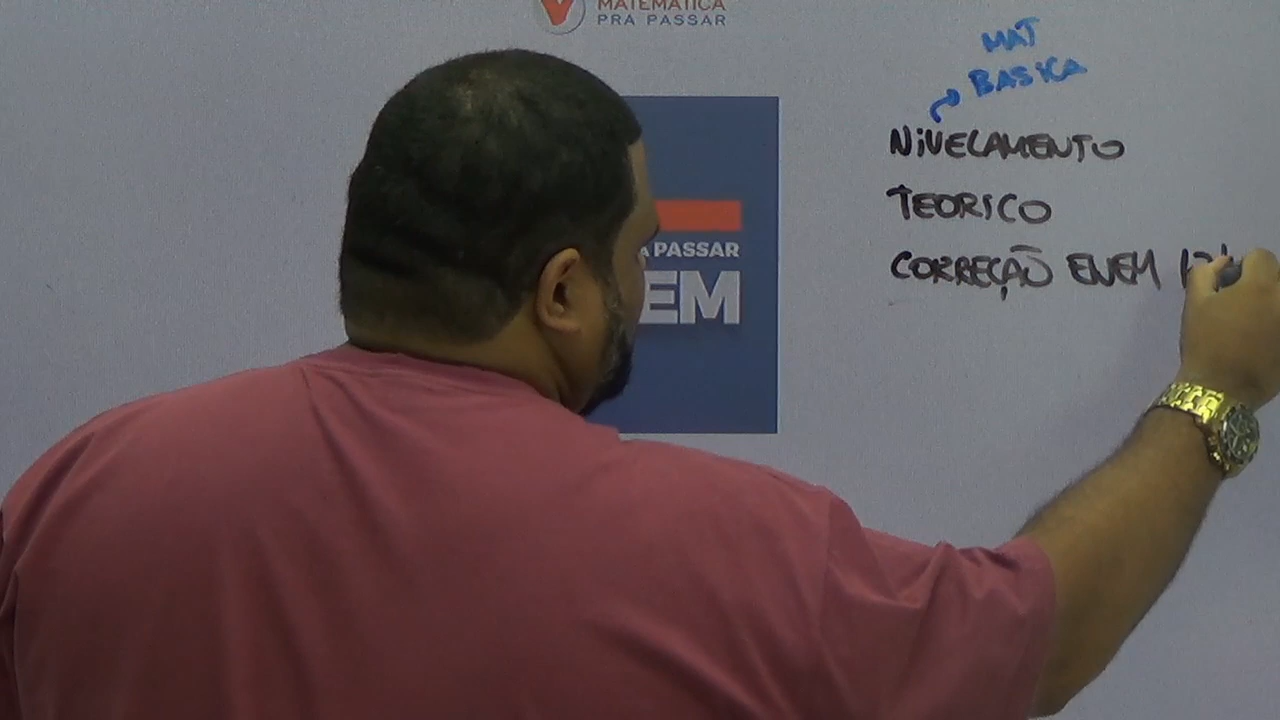 MATEMÁTICA
PRA PASSAR
MAT
BASICA
NIVELAMENTO
TEORICO
CORREÇÃO ENEM
A PASSAR
EM